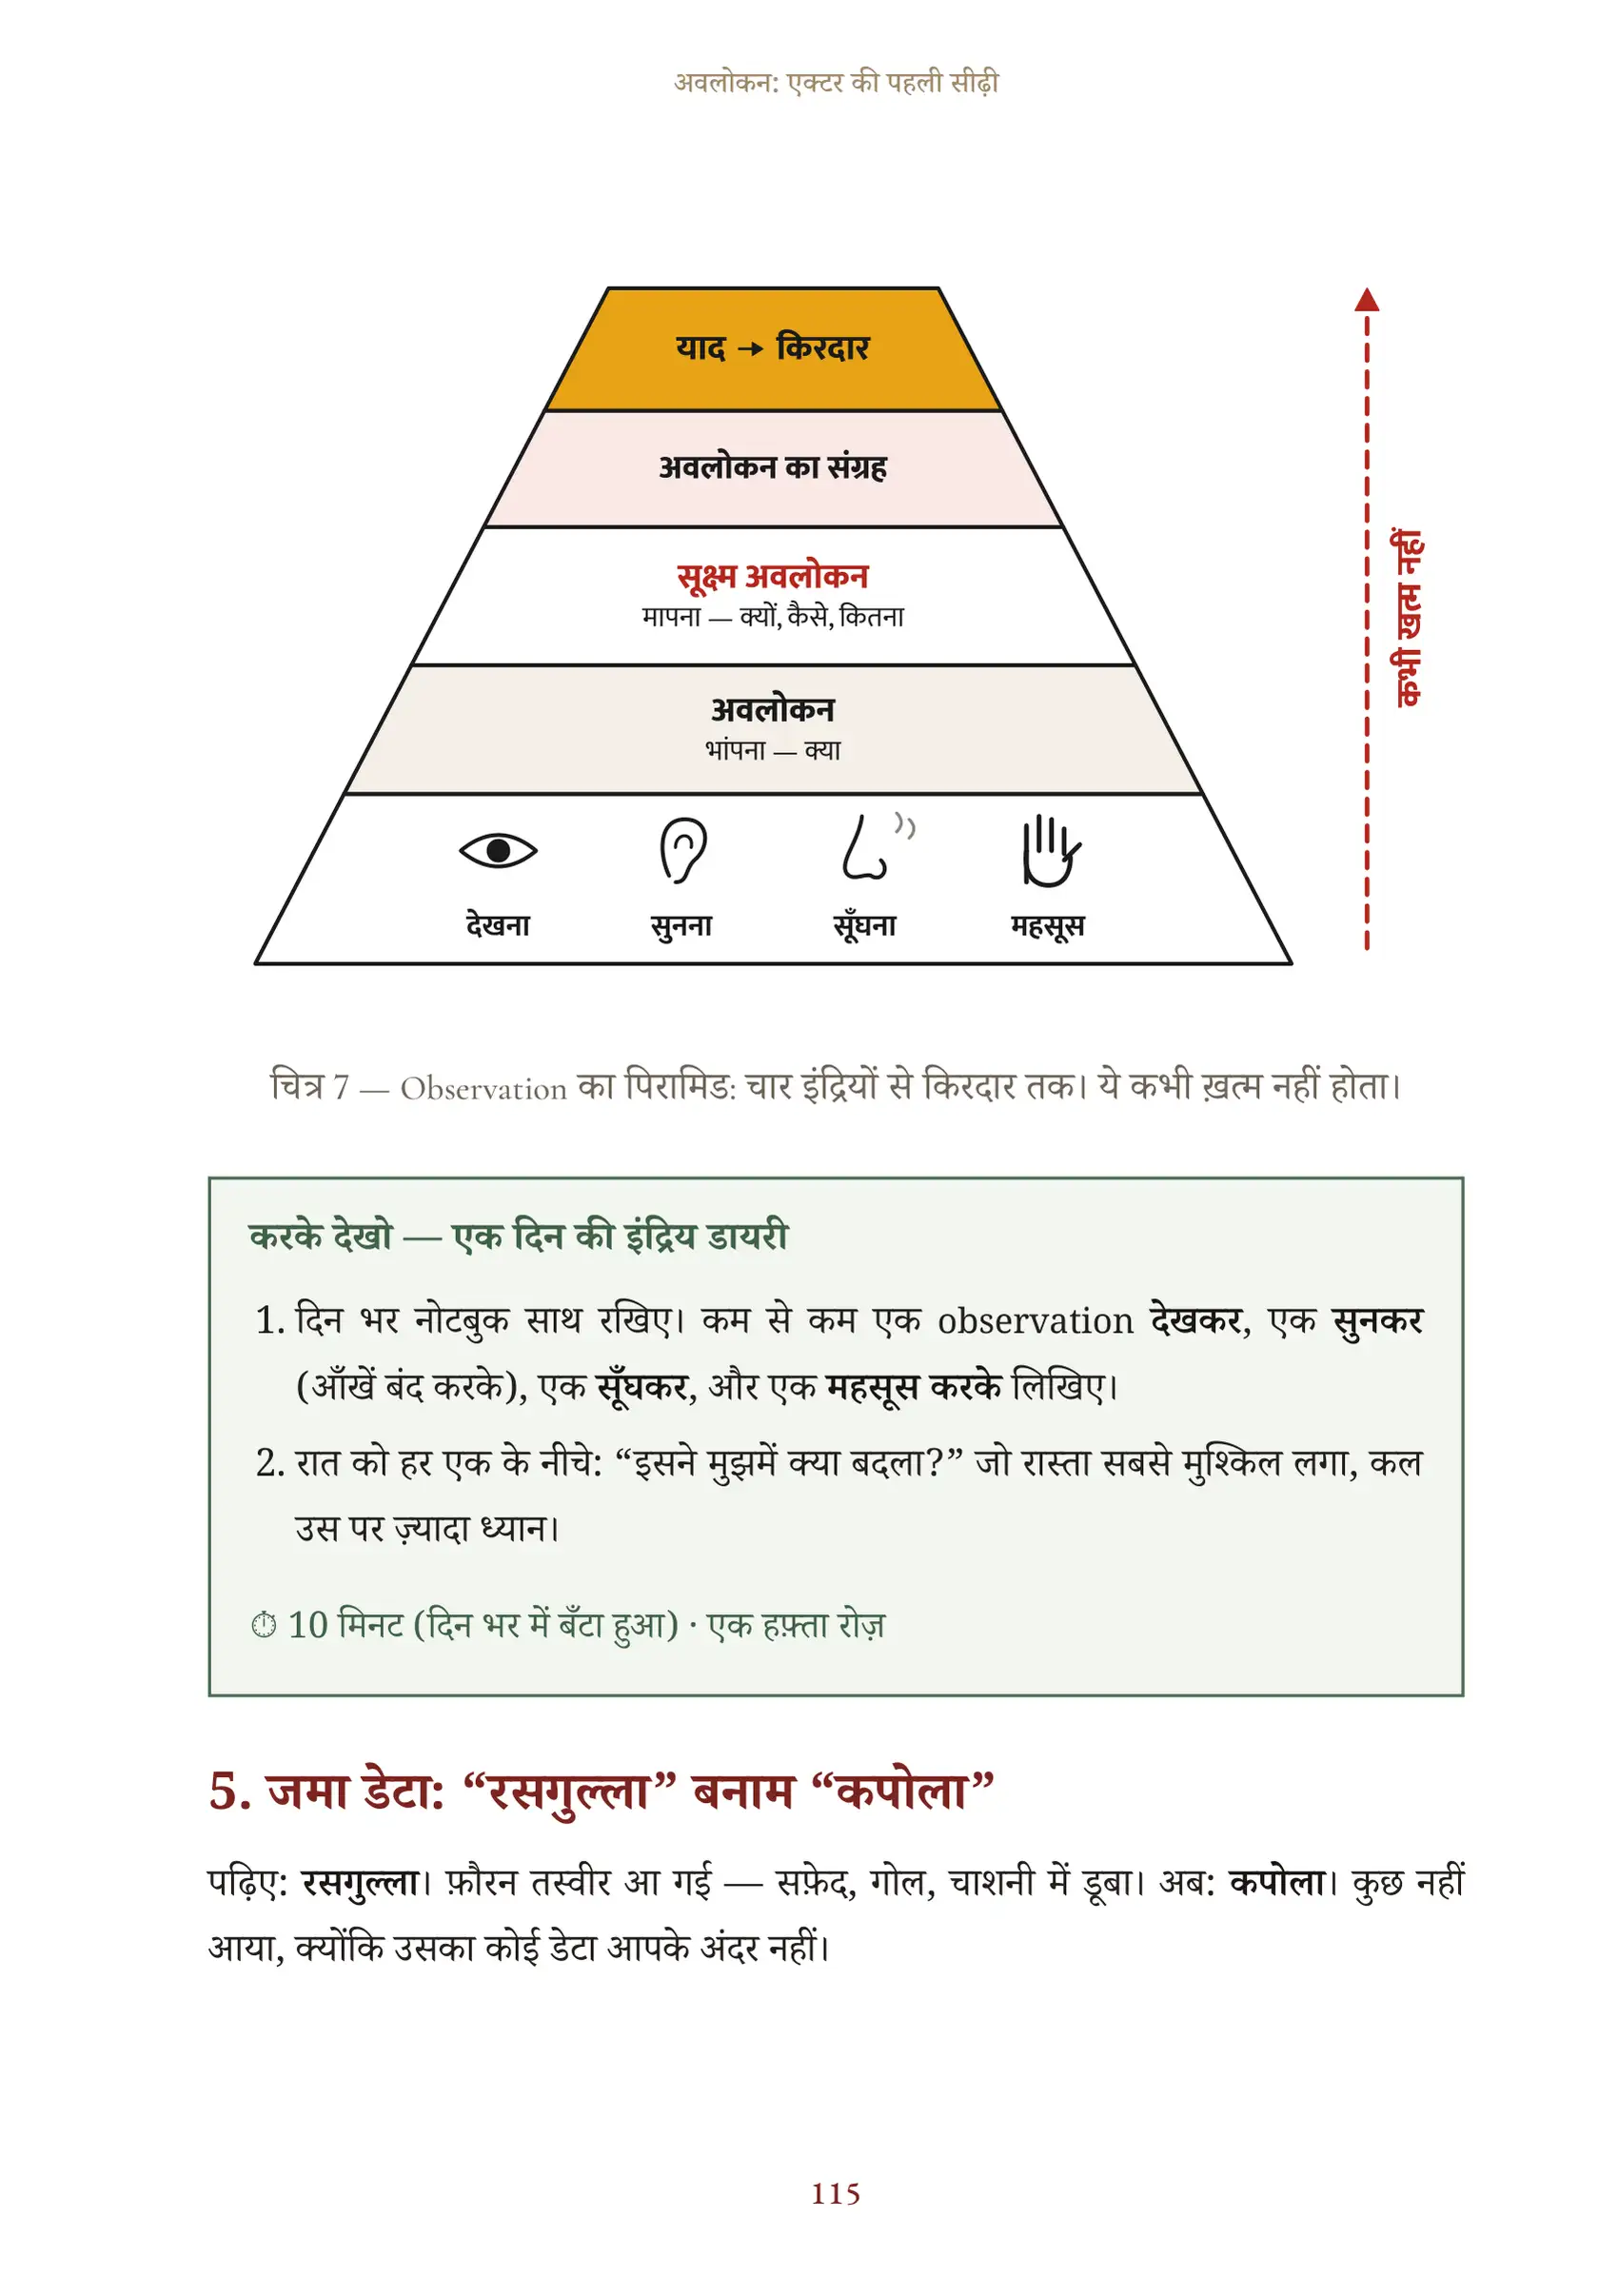 अवलोकन: एक्टर की पहली सीढ़ी
याद → किरदार
अवलोकन का संग्रह
सूक्ष्म अवलोकन
मापना — क्यों, कैसे, कितना
अवलोकन
भांपना — क्या
देखना सुनना सूँघना महसूस
कभी खत्म नहीं
चित्र 7 — Observation का पिरामिड: चार इंद्रियों से किरदार तक। ये कभी ख़त्म नहीं होता।
करके देखो — एक दिन की इंद्रिय डायरी
1. दिन भर नोटबुक साथ रखिए। कम से कम एक observation देखकर, एक सुनकर
(आँखें बंद करके), एक सूँघकर, और एक महसूस करके लिखिए।
2. रात को हर एक के नीचे: “इसने मुझमें क्या बदला?” जो रास्ता सबसे मुश्किल लगा, कल
उस पर ज़्यादा ध्यान।
⏱ 10 मिनट (दिन भर में बँटा हुआ) · एक हफ़्ता रोज़
5. जमा डेटा: “रसगुल्ला” बनाम “कपोला”
पढ़िए: रसगुल्ला। फ़ौरन तस्वीर आ गई — सफ़ेद, गोल, चाशनी में डूबा। अब: कपोला। कुछ नहीं
आया, क्योंकि उसका कोई डेटा आपके अंदर नहीं।
115